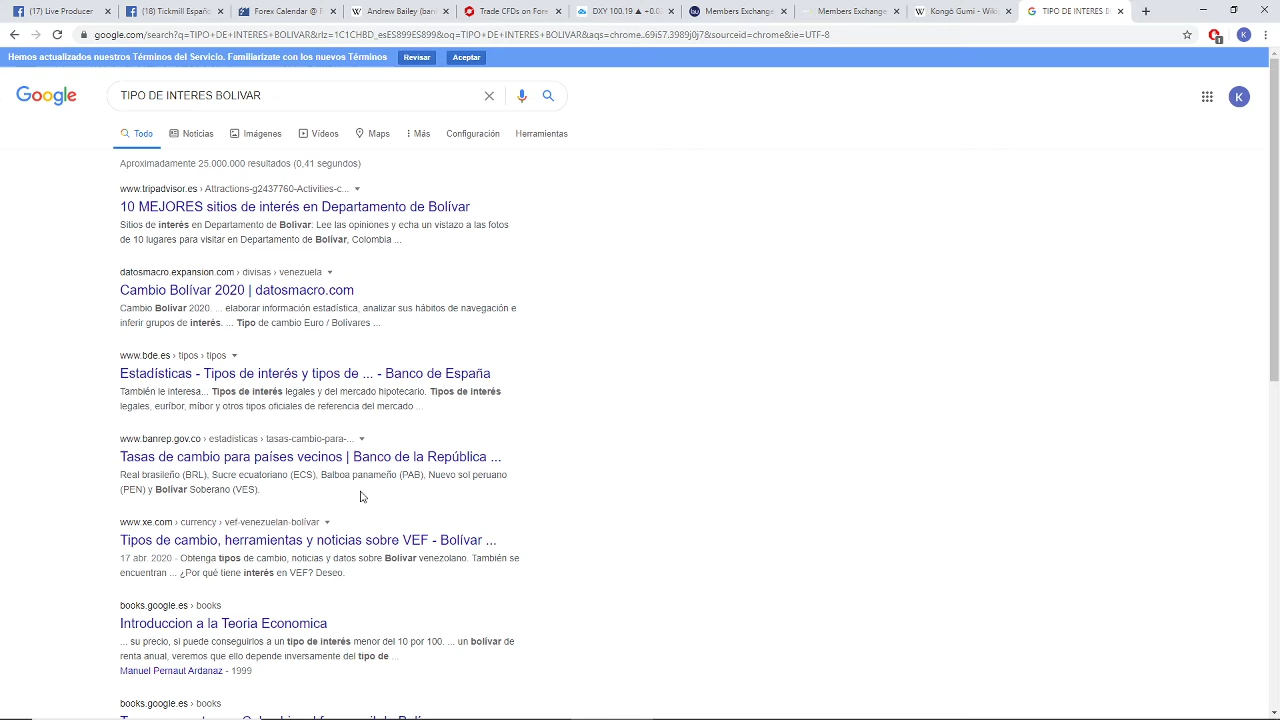 (18) Live Producer
(18) Tickmill Español
Forex Calendar @ F
Andrew Bailey (ban
Trade CFDs on Fore
DXY 100.19 ▲ +0.0
Members Exchange
Members Exchange
Kongō Gumi - Wiki
TIPO DE INTERES B
google.com/search?q=TIPO+DE+INTERES+BOLIVAR&rlz=1C1CHBD_esES899ES899&oq=TIPO+DE+INTERES+BOLIVAR&aqs=chrome..69i57.3989j0j7&sourceid=chrome&ie=UTF-8
1
K
Hemos actualizados nuestros Términos del Servicio. Familiarízate con los nuevos Términos
Revisar
Aceptar
Google
TIPO DE INTERES BOLIVAR
K
Todo
Noticias
Imágenes
Vídeos
Maps
Más
Configuración
Herramientas
Aproximadamente 25.000.000 resultados (0,41 segundos)
www.tripadvisor.es › Attractions-g2437760-Activities-c...
10 MEJORES sitios de interés en Departamento de Bolívar
Sitios de interés en Departamento de Bolívar: Lee las opiniones y echa un vistazo a las fotos
de 10 lugares para visitar en Departamento de Bolívar, Colombia ...
datosmacro.expansion.com › divisas › venezuela
Cambio Bolívar 2020 | datosmacro.com
Cambio Bolívar 2020. ... elaborar información estadística, analizar sus hábitos de navegación e
inferir grupos de interés. ... Tipo de cambio Euro / Bolívares ...
www.bde.es › tipos › tipos
Estadísticas - Tipos de interés y tipos de ... - Banco de España
También le interesa... Tipos de interés legales y del mercado hipotecario. Tipos de interés
legales, euríbor, míbor y otros tipos oficiales de referencia del mercado ...
www.banrep.gov.co › estadisticas › tasas-cambio-para-...
Tasas de cambio para países vecinos | Banco de la República ...
Real brasileño (BRL), Sucre ecuatoriano (ECS), Balboa panameño (PAB), Nuevo sol peruano
(PEN) y Bolívar Soberano (VES).
www.xe.com › currency › vef-venezuelan-bolívar
Tipos de cambio, herramientas y noticias sobre VEF - Bolívar ...
17 abr. 2020 - Obtenga tipos de cambio, noticias y datos sobre Bolívar venezolano. También se
encuentran ... ¿Por qué tiene interés en VEF? Deseo.
books.google.es › books
Introduccion a la Teoria Economica
... su precio, si puede conseguirlos a un tipo de interés menor del 10 por 100. ... un bolívar de
renta anual, veremos que ello depende inversamente del tipo de ...
Manuel Pernaut Ardanaz - 1999
books.google.es › books